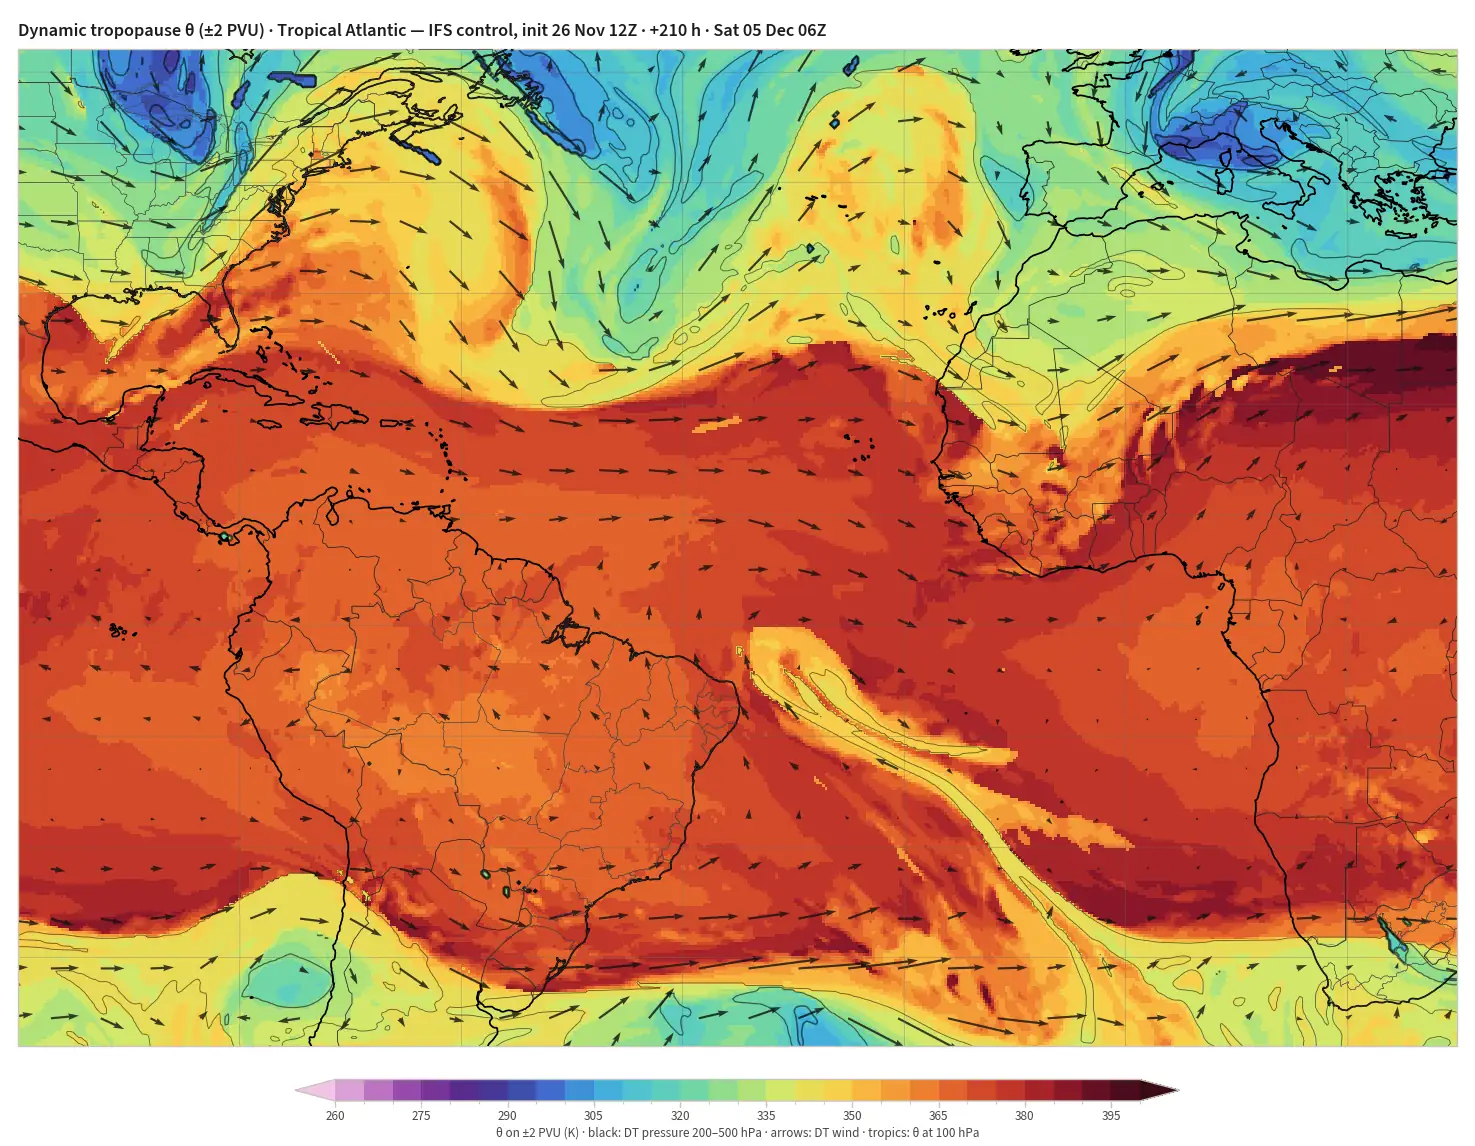 Dynamic tropopause θ (±2 PVU) · Tropical Atlantic — IFS control, init 26 Nov 12Z · +210 h · Sat 05 Dec 06Z
260 275 290 305 320 335 350 365 380 395
θ on ±2 PVU (K) · black: DT pressure 200–500 hPa · arrows: DT wind · tropics: θ at 100 hPa